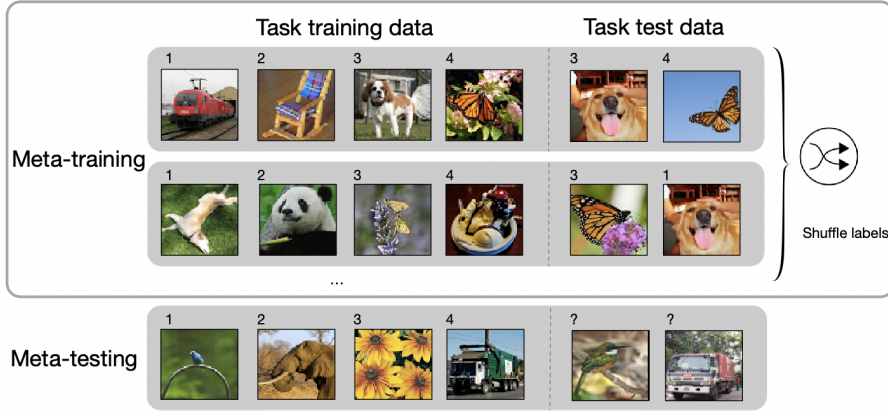 Task training data
Task test data
1 2 3 4 3 4
Meta-training
1 2 3 4 3 1
Shuffle labels
...
Meta-testing
1 2 3 4 ? ?